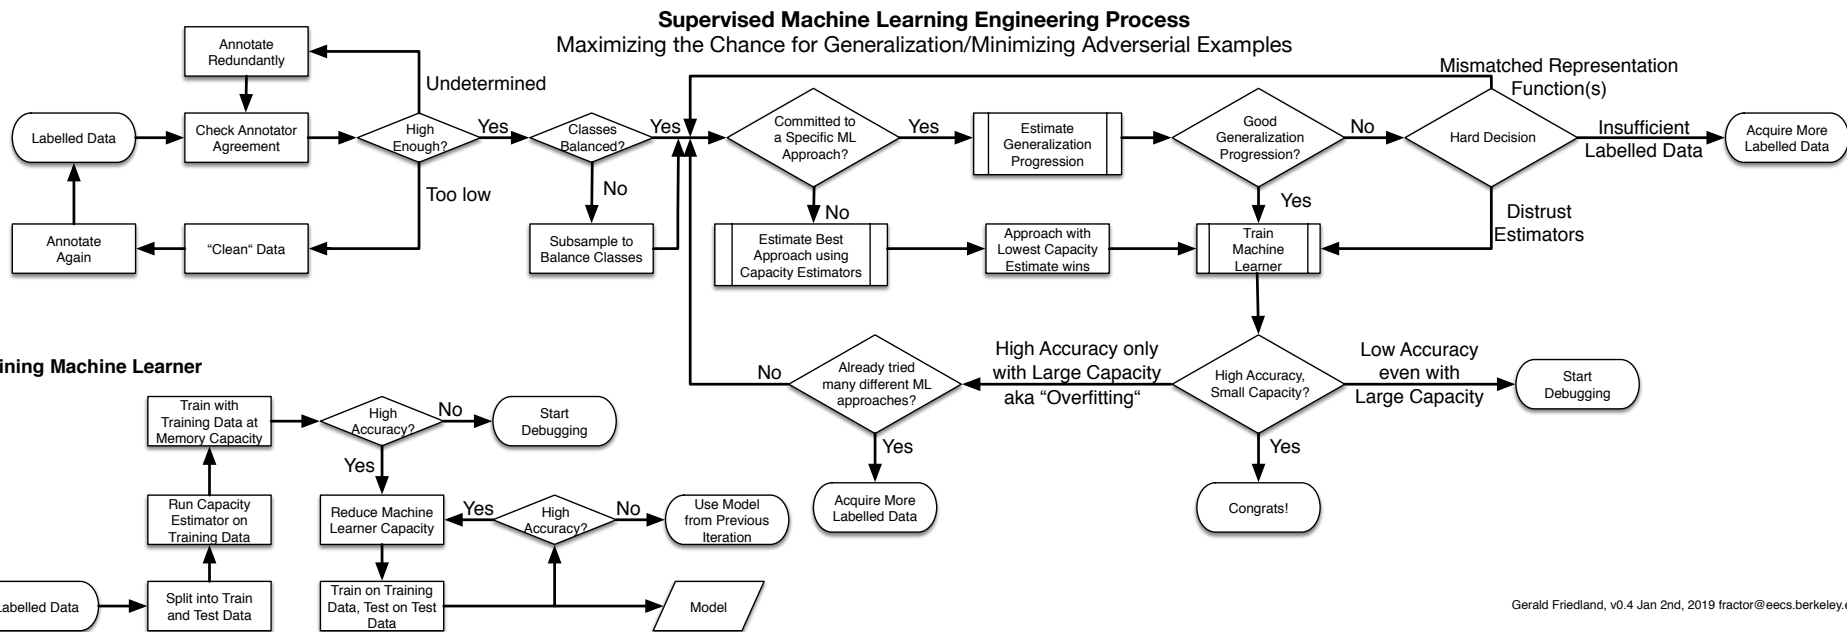 Supervised Machine Learning Engineering Process
Maximizing the Chance for Generalization/Minimizing Adverserial Examples
Annotate
Redundantly
Undetermined
Labelled Data
Check Annotator
Agreement
High
Enough?
Yes
Classes
Balanced?
Yes
Too low
No
Annotate
Again
“Clean“ Data
Subsample to
Balance Classes
Committed to
a Specific ML
Approach?
Yes
Estimate
Generalization
Progression
Good
Generalization
Progression?
No
Mismatched Representation
Function(s)
Hard Decision
Insufficient
Labelled Data
Acquire More
Labelled Data
No
Yes
Distrust
Estimators
Estimate Best
Approach using
Capacity Estimators
Approach with
Lowest Capacity
Estimate wins
Train
Machine
Learner
No
Already tried
many different ML
approaches?
High Accuracy only
with Large Capacity
aka “Overfitting“
High Accuracy,
Small Capacity?
Low Accuracy
even with
Large Capacity
Start
Debugging
Yes
Yes
Acquire More
Labelled Data
Congrats!
ining Machine Learner
Train with
Training Data at
Memory Capacity
High
Accuracy?
No
Start
Debugging
Yes
Run Capacity
Estimator on
Training Data
Reduce Machine
Learner Capacity
Yes
High
Accuracy?
No
Use Model
from Previous
Iteration
Labelled Data
Split into Train
and Test Data
Train on Training
Data, Test on Test
Data
Model
Gerald Friedland, v0.4 Jan 2nd, 2019 fractor@eecs.berkeley.e